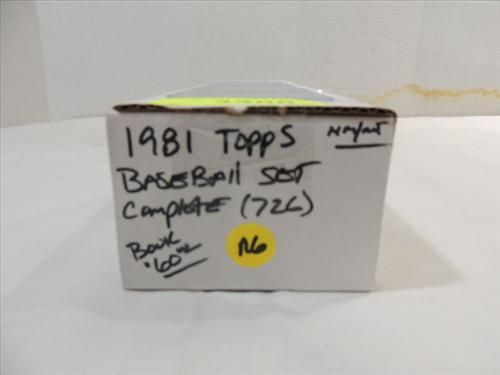 1981 TOPPS
NM/MT
BASEBALL SET
COMPLETE (726)
BOOK
$60
N6